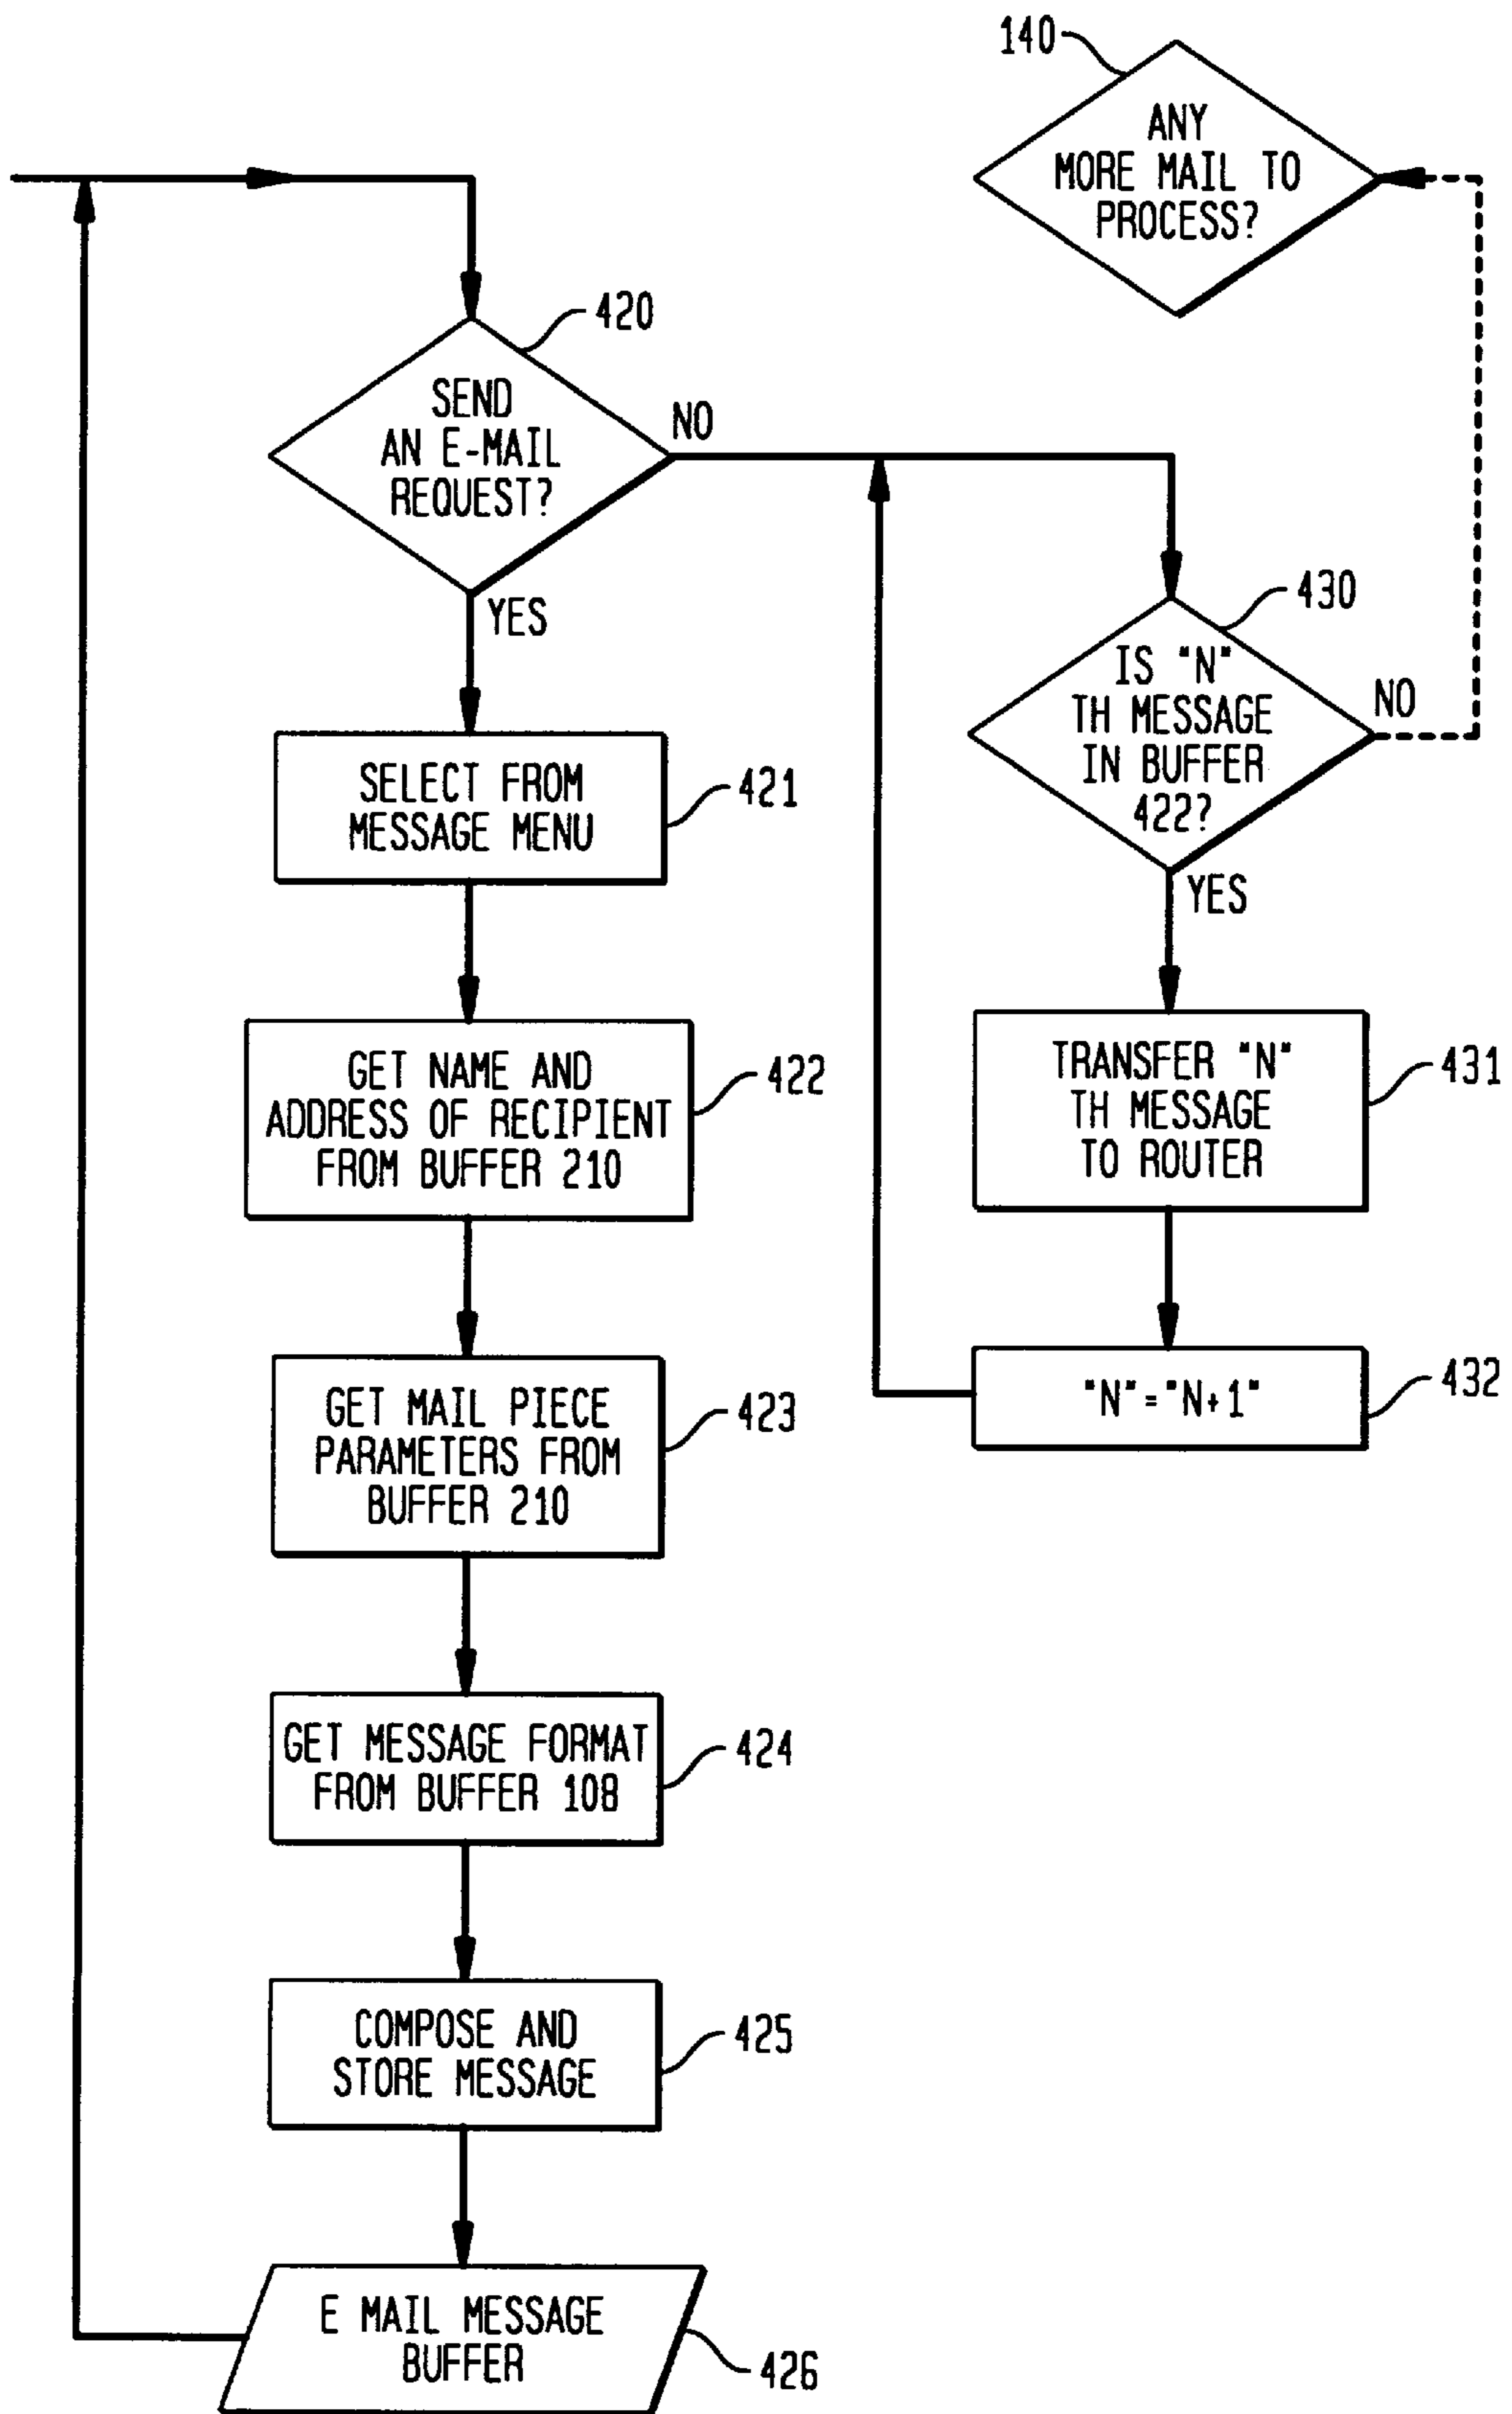 140
ANY
MORE MAIL TO
PROCESS?
420
SEND
AN E-MAIL
REQUEST?
NO
YES
430
IS "N"
TH MESSAGE
IN BUFFER
422?
NO
YES
SELECT FROM
MESSAGE MENU
421
GET NAME AND
ADDRESS OF RECIPIENT
FROM BUFFER 210
422
TRANSFER "N"
TH MESSAGE
TO ROUTER
431
GET MAIL PIECE
PARAMETERS FROM
BUFFER 210
423
"N"="N+1"
432
GET MESSAGE FORMAT
FROM BUFFER 108
424
COMPOSE AND
STORE MESSAGE
425
E MAIL MESSAGE
BUFFER
426